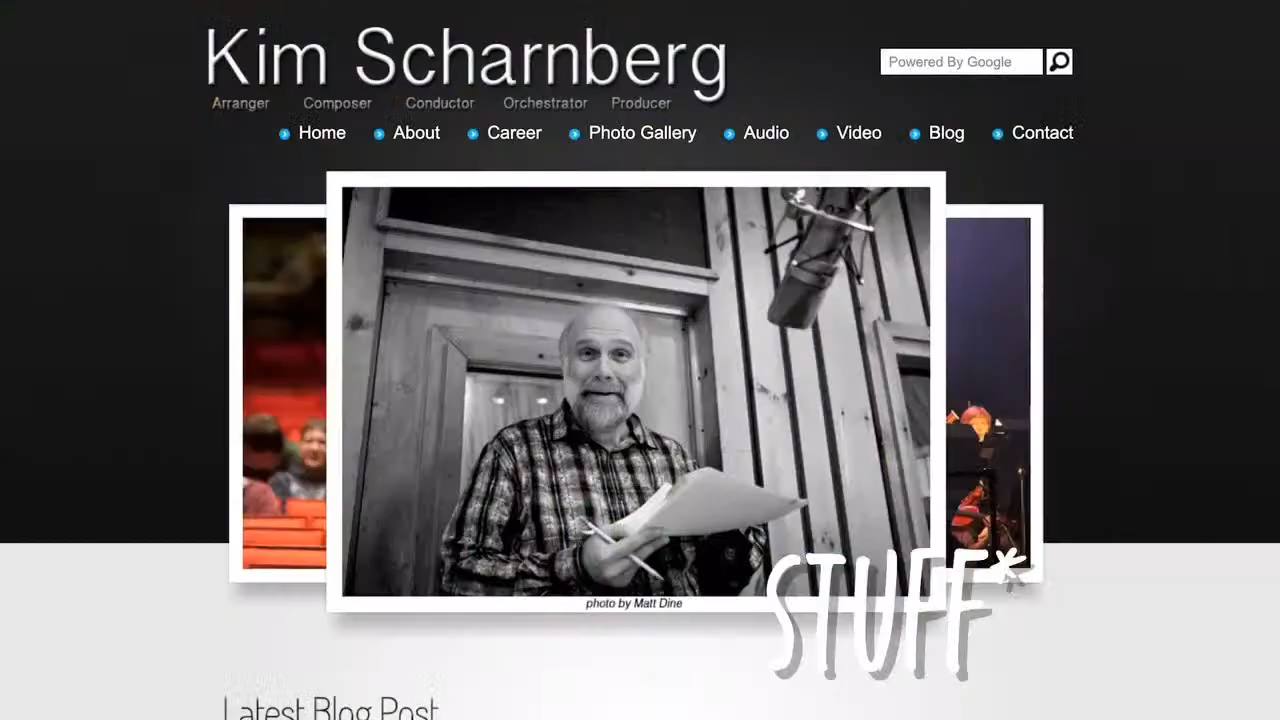 Kim Scharnberg
Powered By Google
Arranger Composer Conductor Orchestrator Producer
Home About Career Photo Gallery Audio Video Blog Contact
photo by Matt Dine
STUFF*
Latest Blog Post